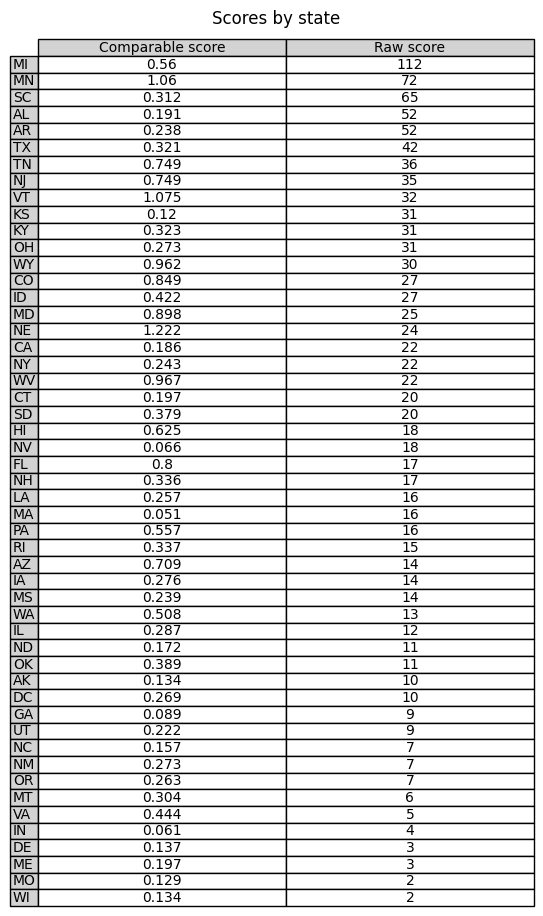 Scores by state
Comparable score Raw score
MI 0.56 112
MN 1.06 72
SC 0.312 65
AL 0.191 52
AR 0.238 52
TX 0.321 42
TN 0.749 36
NJ 0.749 35
VT 1.075 32
KS 0.12 31
KY 0.323 31
OH 0.273 31
WY 0.962 30
CO 0.849 27
ID 0.422 27
MD 0.898 25
NE 1.222 24
CA 0.186 22
NY 0.243 22
WV 0.967 22
CT 0.197 20
SD 0.379 20
HI 0.625 18
NV 0.066 18
FL 0.8 17
NH 0.336 17
LA 0.257 16
MA 0.051 16
PA 0.557 16
RI 0.337 15
AZ 0.709 14
IA 0.276 14
MS 0.239 14
WA 0.508 13
IL 0.287 12
ND 0.172 11
OK 0.389 11
AK 0.134 10
DC 0.269 10
GA 0.089 9
UT 0.222 9
NC 0.157 7
NM 0.273 7
OR 0.263 7
MT 0.304 6
VA 0.444 5
IN 0.061 4
DE 0.137 3
ME 0.197 3
MO 0.129 2
WI 0.134 2